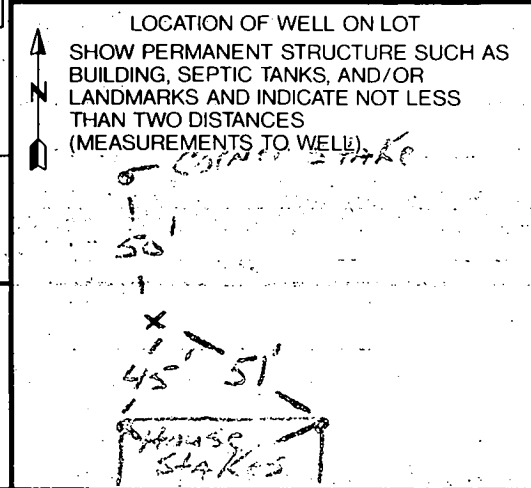 LOCATION OF WELL ON LOT
SHOW PERMANENT STRUCTURE SUCH AS
BUILDING, SEPTIC TANKS, AND/OR
N LANDMARKS AND INDICATE NOT LESS
THAN TWO DISTANCES
(MEASUREMENTS TO WELL)
STAKE
50'
X
45' 51'
House
STAKES